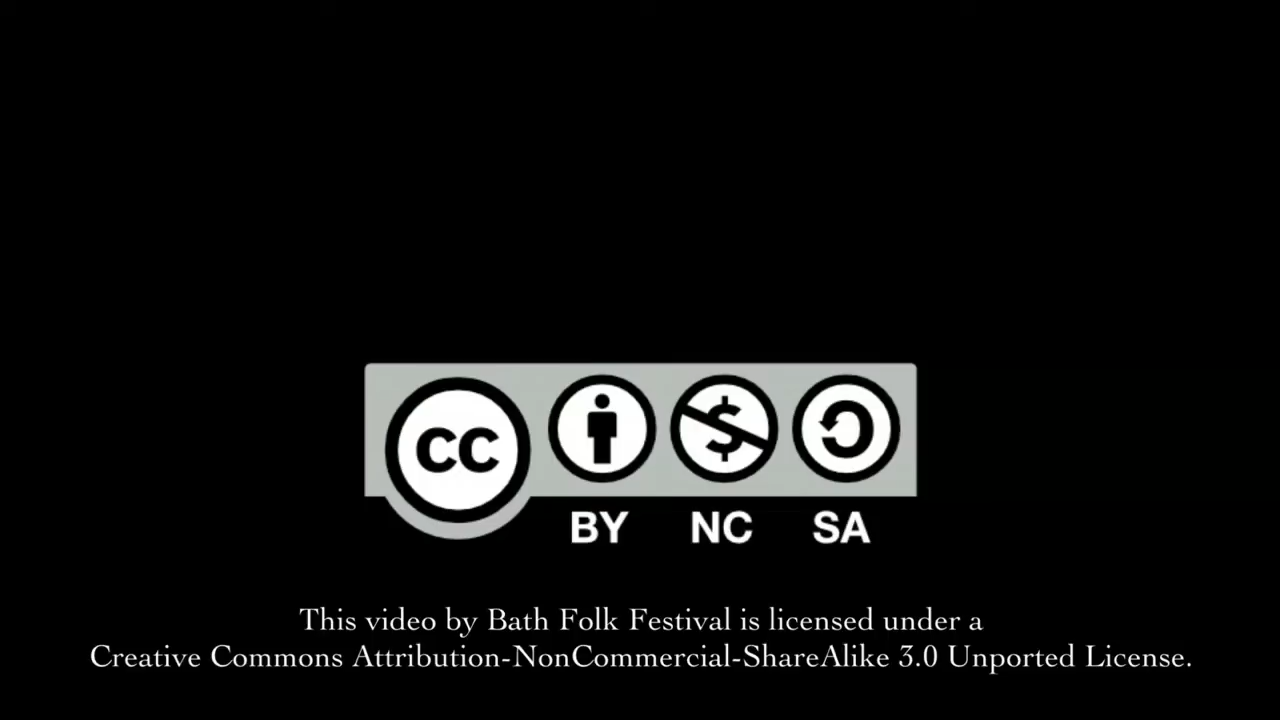 CC
BY NC SA
This video by Bath Folk Festival is licensed under a
Creative Commons Attribution-NonCommercial-ShareAlike 3.0 Unported License.